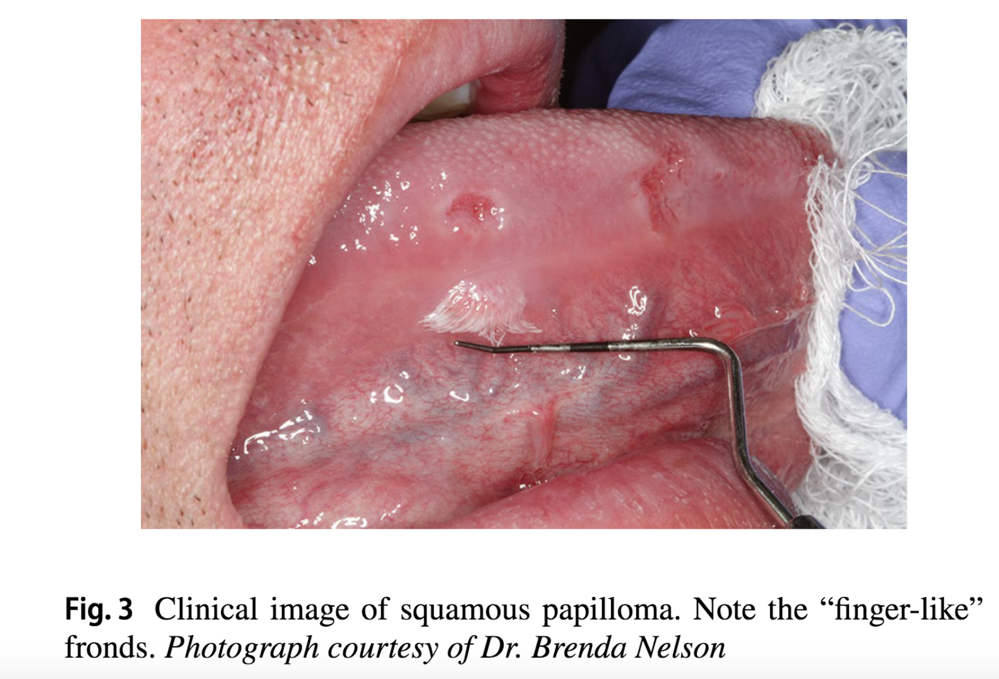 Fig. 3 Clinical image of squamous papilloma. Note the “finger-like”
fronds. Photograph courtesy of Dr. Brenda Nelson